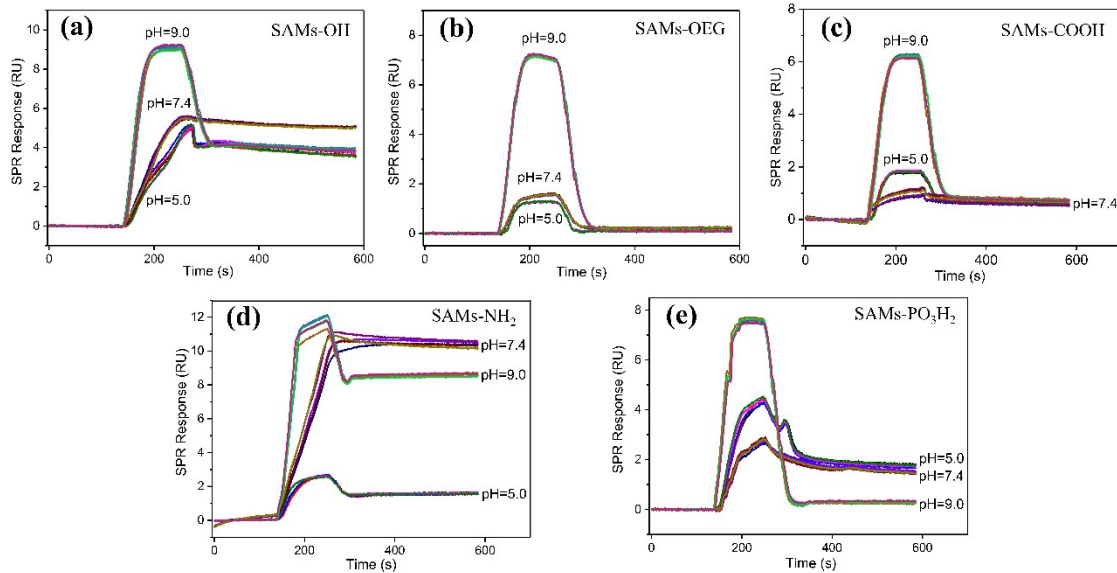 (a)
SAMs-OH
pH=9.0
pH=7.4
pH=5.0
SPR Response (RU)
10
8
6
4
2
0
0 200 400 600
Time (s)
(b)
SAMs-OEG
pH=9.0
pH=7.4
pH=5.0
SPR Response (RU)
8
6
4
2
0
0 200 400 600
Time (s)
(c)
SAMs-COOH
pH=9.0
pH=5.0
pH=7.4
SPR Response (RU)
8
6
4
2
0
0 200 400 600
Time (s)
(d)
SAMs-NH₂
pH=7.4
pH=9.0
pH=5.0
SPR Response (RU)
12
10
8
6
4
2
0
0 200 400 600
Time (s)
(e)
SAMs-PO₃H₂
pH=5.0
pH=7.4
pH=9.0
SPR Response (RU)
8
6
4
2
0
0 200 400 600
Time (s)